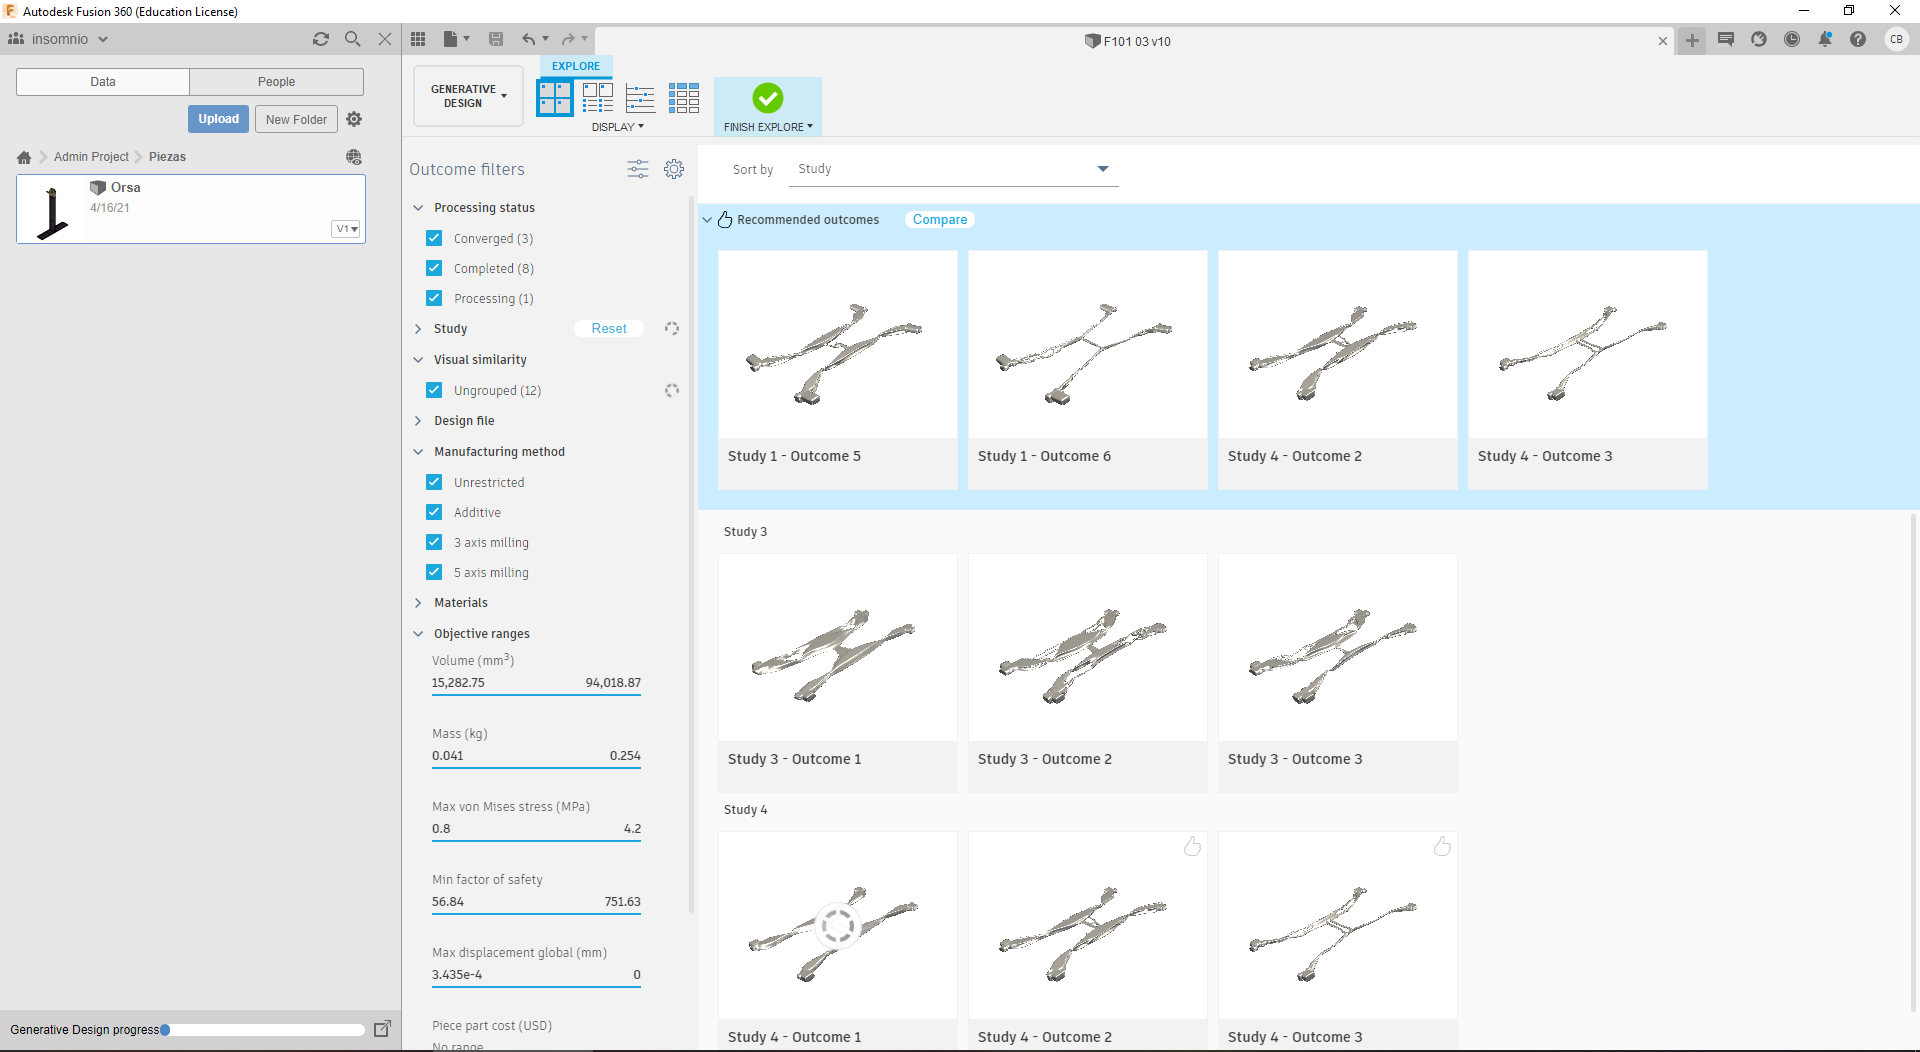 Autodesk Fusion 360 (Education License)
insomnio
F101 03 v10
CB
Data
People
Upload
New Folder
Admin Project
Piezas
Orsa
4/16/21
V1
Generative Design progress
GENERATIVE
DESIGN
EXPLORE
DISPLAY
FINISH EXPLORE
Outcome filters
Processing status
Converged (3)
Completed (8)
Processing (1)
Study
Reset
Visual similarity
Ungrouped (12)
Design file
Manufacturing method
Unrestricted
Additive
3 axis milling
5 axis milling
Materials
Objective ranges
Volume (mm3)
15,282.75 94,018.87
Mass (kg)
0.041 0.254
Max von Mises stress (MPa)
0.8 4.2
Min factor of safety
56.84 751.63
Max displacement global (mm)
3.435e-4 0
Piece part cost (USD)
No range
Sort by Study
Recommended outcomes Compare
Study 1 - Outcome 5
Study 1 - Outcome 6
Study 4 - Outcome 2
Study 4 - Outcome 3
Study 3
Study 3 - Outcome 1
Study 3 - Outcome 2
Study 3 - Outcome 3
Study 4
Study 4 - Outcome 1
Study 4 - Outcome 2
Study 4 - Outcome 3